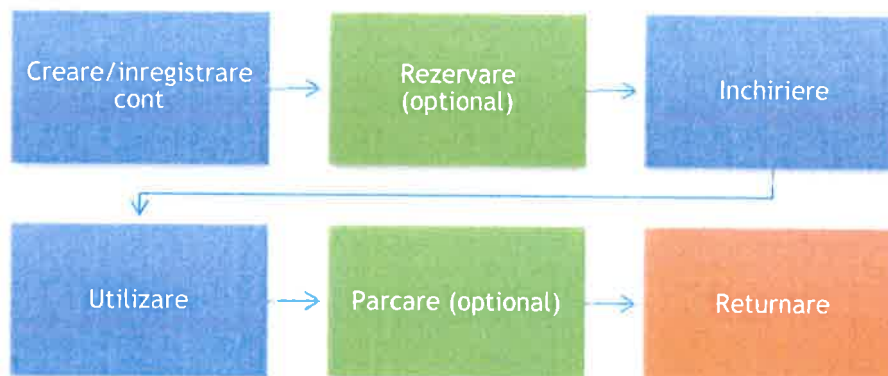 Creare/inregistrare
cont
Rezervare
(optional)
Inchiriere
Utilizare
Parcare (optional)
Returnare